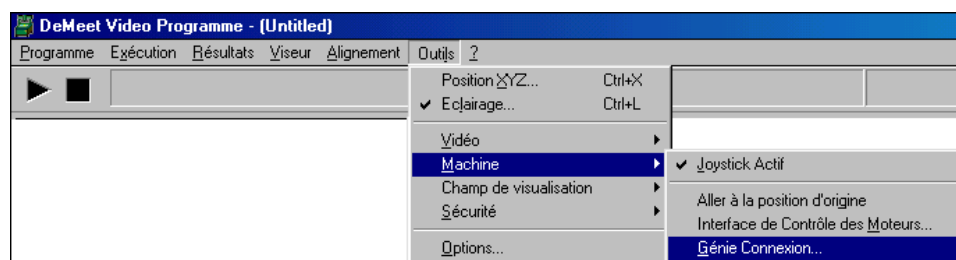 DeMeet Video Programme - (Untitled)
Programme Exécution Résultats Viseur Alignement Outils ?
Position XYZ... Ctrl+X
Eclairage... Ctrl+L
Vidéo
Machine
Champ de visualisation
Sécurité
Options...
Joystick Actif
Aller à la position d'origine
Interface de Contrôle des Moteurs...
Génie Connexion...